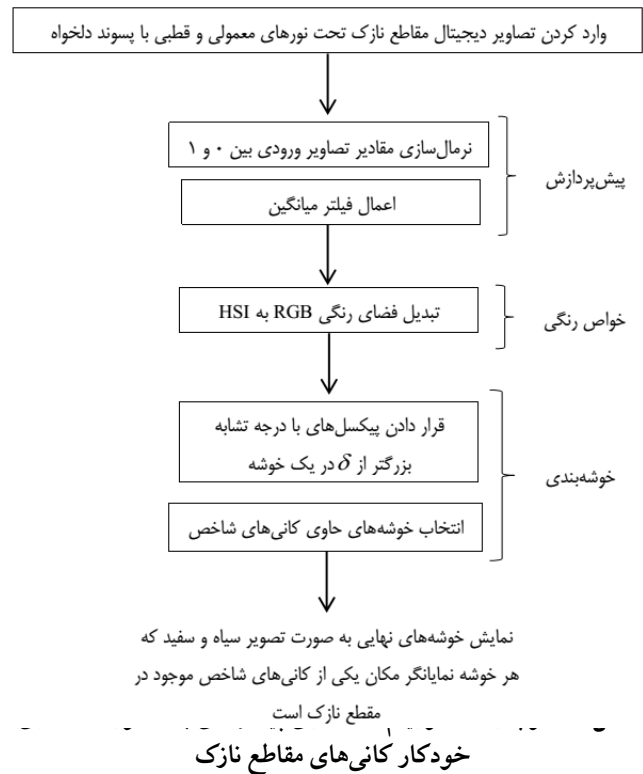 وارد کردن تصاویر دیجیتال مقاطع نازک تحت نورهای معمولی و قطبی با پسوند دلخواه
نرمال‌سازی مقادیر تصاویر ورودی بین ۰ و ۱
اعمال فیلتر میانگین
پیش‌پردازش
تبدیل فضای رنگی RGB به HSI
خواص رنگی
قرار دادن پیکسل‌های با درجه تشابه
بزرگتر از δ در یک خوشه
انتخاب خوشه‌های حاوی کانی‌های شاخص
خوشه‌بندی
نمایش خوشه‌های نهایی به صورت تصویر سیاه و سفید که
هر خوشه نمایانگر مکان یکی از کانی‌های شاخص موجود در
مقطع نازک است
خودکار کانی‌های مقاطع نازک